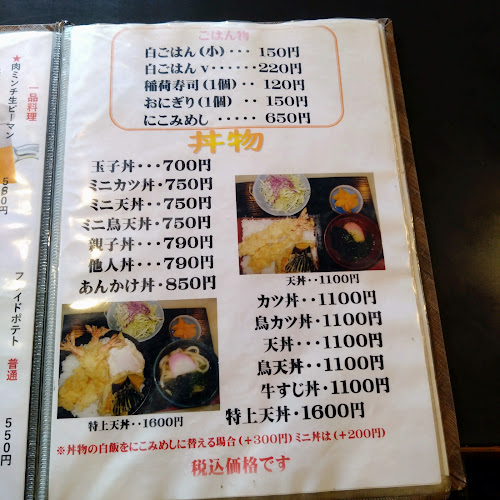 ごはん物
白ごはん(小)・・・150円
白ごはん v・・・・・・220円
稲荷寿司(1個)・・120円
おにぎり(1個)・・150円
にこみめし・・・・・650円
丼物
玉子丼・・・700円
ミニカツ丼・750円
ミニ天丼・・750円
ミニ鳥天丼・750円
親子丼・・・790円
他人丼・・・790円
あんかけ丼・850円
天丼・・1100円
カツ丼・・1100円
鳥カツ丼・1100円
天丼・・・1100円
鳥天丼・・1100円
牛すじ丼・1100円
特上天丼・1600円
特上天丼・・1600円
※丼物の白飯をにこみめしに替える場合(+300円)ミニ丼は(+200円)
税込価格です
一品料理
★肉ミンチ生ピーマン
580円
フライドポテト 普通
550円